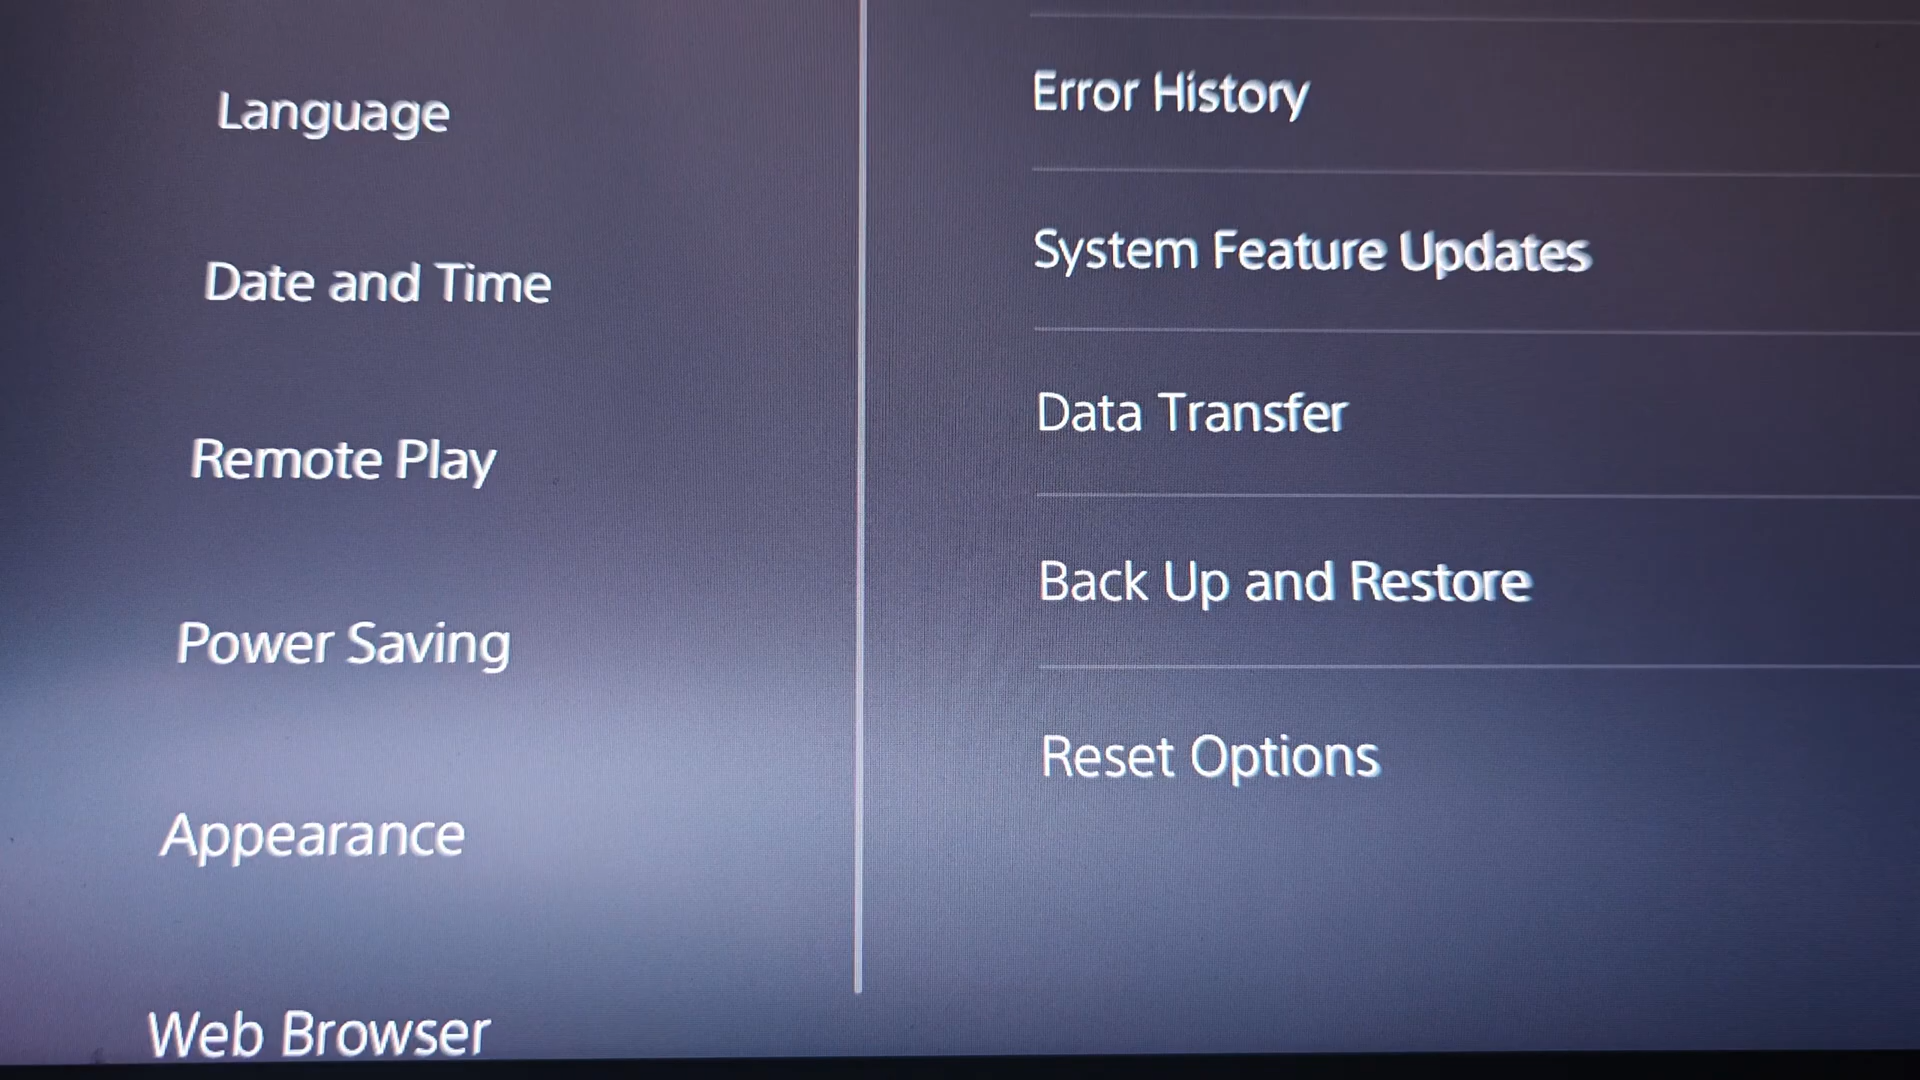 Language
Date and Time
Remote Play
Power Saving
Appearance
Web Browser
Error History
System Feature Updates
Data Transfer
Back Up and Restore
Reset Options